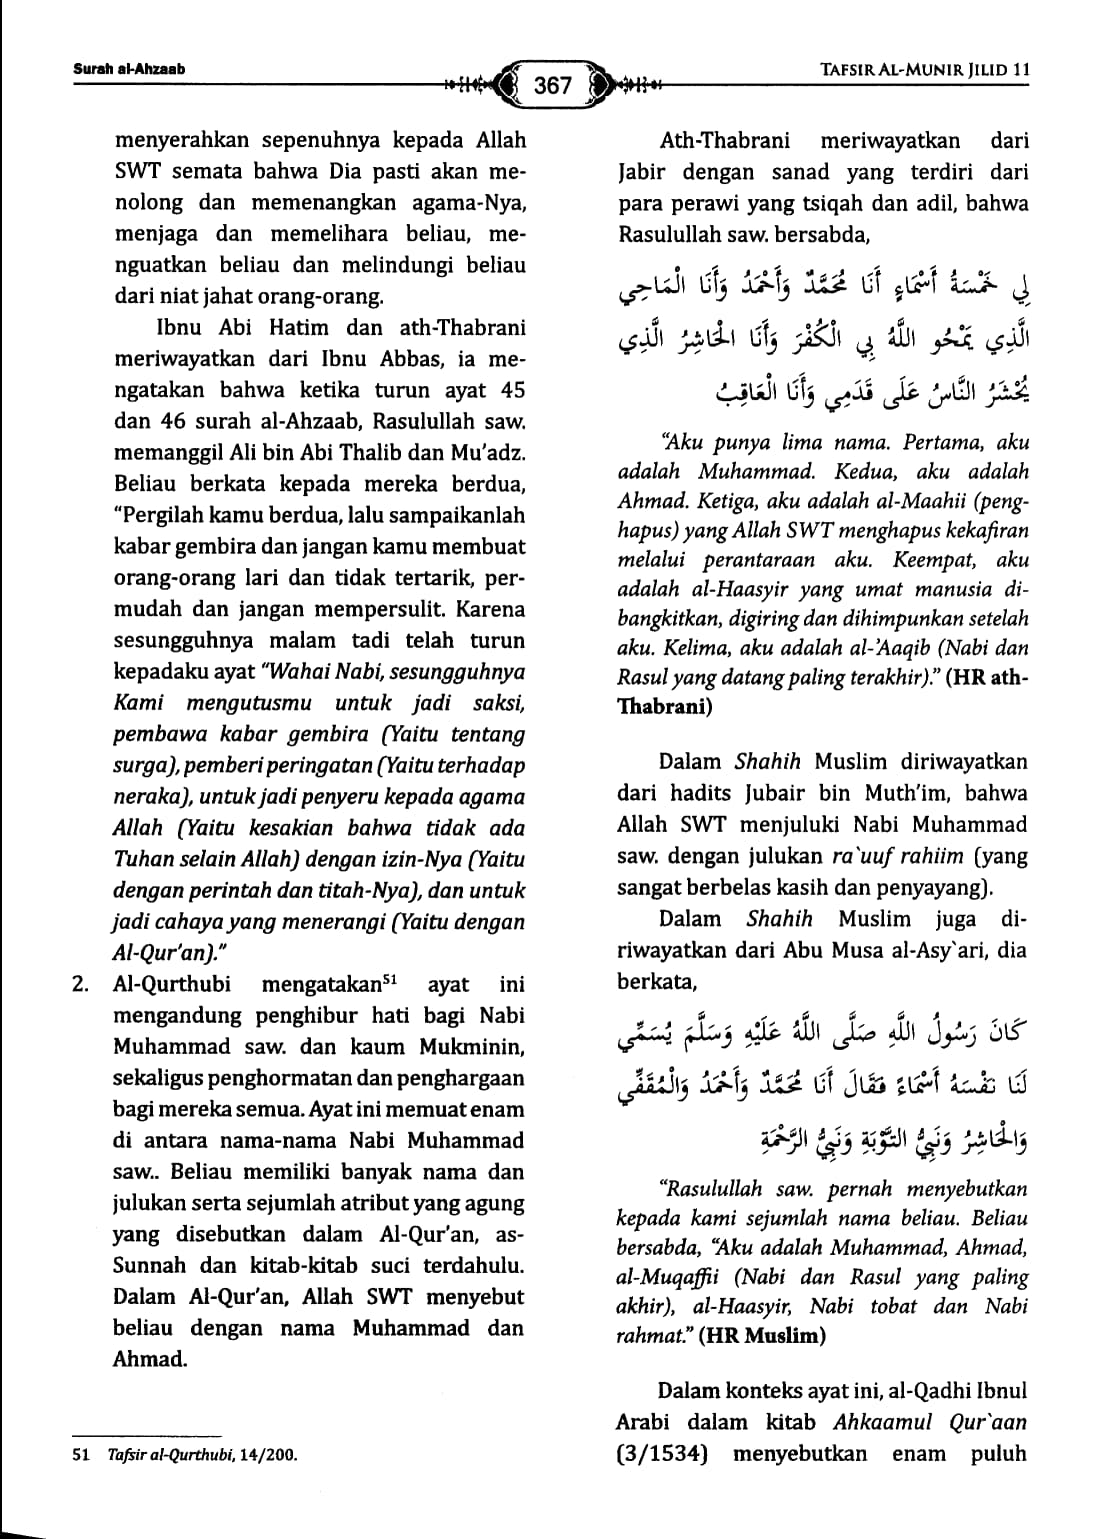 Surah al-Ahzaab
367
TAFSIR AL-MUNIR JILID 11
menyerahkan sepenuhnya kepada Allah
SWT semata bahwa Dia pasti akan me-
nolong dan memenangkan agama-Nya,
menjaga dan memelihara beliau, me-
nguatkan beliau dan melindungi beliau
dari niat jahat orang-orang.
Ibnu Abi Hatim dan ath-Thabrani
meriwayatkan dari Ibnu Abbas, ia me-
ngatakan bahwa ketika turun ayat 45
dan 46 surah al-Ahzaab, Rasulullah saw.
memanggil Ali bin Abi Thalib dan Mu'adz.
Beliau berkata kepada mereka berdua,
"Pergilah kamu berdua, lalu sampaikanlah
kabar gembira dan jangan kamu membuat
orang-orang lari dan tidak tertarik, per-
mudah dan jangan mempersulit. Karena
sesungguhnya malam tadi telah turun
kepadaku ayat "Wahai Nabi, sesungguhnya
Kami mengutusmu untuk jadi saksi,
pembawa kabar gembira (Yaitu tentang
surga), pemberi peringatan (Yaitu terhadap
neraka), untuk jadi penyeru kepada agama
Allah (Yaitu kesakian bahwa tidak ada
Tuhan selain Allah) dengan izin-Nya (Yaitu
dengan perintah dan titah-Nya), dan untuk
jadi cahaya yang menerangi (Yaitu dengan
Al-Qur'an)."
2. Al-Qurthubi mengatakan⁵¹ ayat ini
mengandung penghibur hati bagi Nabi
Muhammad saw. dan kaum Mukminin,
sekaligus penghormatan dan penghargaan
bagi mereka semua. Ayat ini memuat enam
di antara nama-nama Nabi Muhammad
saw.. Beliau memiliki banyak nama dan
julukan serta sejumlah atribut yang agung
yang disebutkan dalam Al-Qur'an, as-
Sunnah dan kitab-kitab suci terdahulu.
Dalam Al-Qur'an, Allah SWT menyebut
beliau dengan nama Muhammad dan
Ahmad.
51 Tafsir al-Qurthubi, 14/200.
Ath-Thabrani meriwayatkan dari
Jabir dengan sanad yang terdiri dari
para perawi yang tsiqah dan adil, bahwa
Rasulullah saw. bersabda,
لِي خَمْسَةُ أَسْمَاءٍ أَنَا مُحَمَّدٌ وَأَحْمَدُ وَأَنَا الْمَاحِي
الَّذِي يَمْحُو اللَّهُ بِي الْكُفْرَ وَأَنَا الْحَاشِرُ الَّذِي
يُحْشَرُ النَّاسُ عَلَى قَدَمِي وَأَنَا الْعَاقِبُ
"Aku punya lima nama. Pertama, aku
adalah Muhammad. Kedua, aku adalah
Ahmad. Ketiga, aku adalah al-Maahii (peng-
hapus) yang Allah SWT menghapus kekafiran
melalui perantaraan aku. Keempat, aku
adalah al-Haasyir yang umat manusia di-
bangkitkan, digiring dan dihimpunkan setelah
aku. Kelima, aku adalah al-'Aaqib (Nabi dan
Rasul yang datang paling terakhir)." (HR ath-
Thabrani)
Dalam Shahih Muslim diriwayatkan
dari hadits Jubair bin Muth'im, bahwa
Allah SWT menjuluki Nabi Muhammad
saw. dengan julukan ra`uuf rahiim (yang
sangat berbelas kasih dan penyayang).
Dalam Shahih Muslim juga di-
riwayatkan dari Abu Musa al-Asy`ari, dia
berkata,
كَانَ رَسُولُ اللَّهِ صَلَّى اللَّهُ عَلَيْهِ وَسَلَّمَ يُسَمِّي
لَنَا نَفْسَهُ أَسْمَاءً فَقَالَ أَنَا مُحَمَّدٌ وَأَحْمَدُ وَالْمُقَفِّي
وَالْحَاشِرُ وَنَبِيُّ التَّوْبَةِ وَنَبِيُّ الرَّحْمَةِ
"Rasulullah saw. pernah menyebutkan
kepada kami sejumlah nama beliau. Beliau
bersabda, "Aku adalah Muhammad, Ahmad,
al-Muqaffii (Nabi dan Rasul yang paling
akhir), al-Haasyir, Nabi tobat dan Nabi
rahmat." (HR Muslim)
Dalam konteks ayat ini, al-Qadhi Ibnul
Arabi dalam kitab Ahkaamul Qur`aan
(3/1534) menyebutkan enam puluh